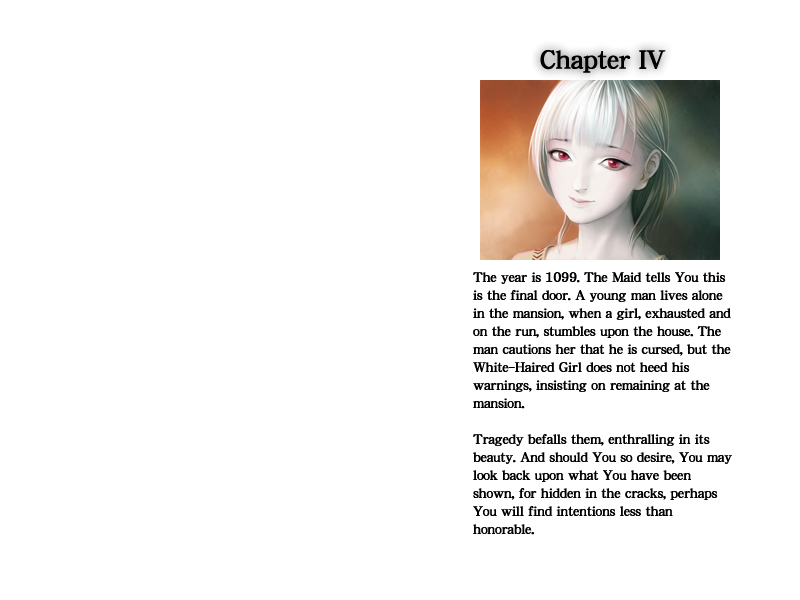 Chapter IV
The year is 1099. The Maid tells You this
is the final door. A young man lives alone
in the mansion, when a girl, exhausted and
on the run, stumbles upon the house. The
man cautions her that he is cursed, but the
White-Haired Girl does not heed his
warnings, insisting on remaining at the
mansion.
Tragedy befalls them, enthralling in its
beauty. And should You so desire, You may
look back upon what You have been
shown, for hidden in the cracks, perhaps
You will find intentions less than
honorable.